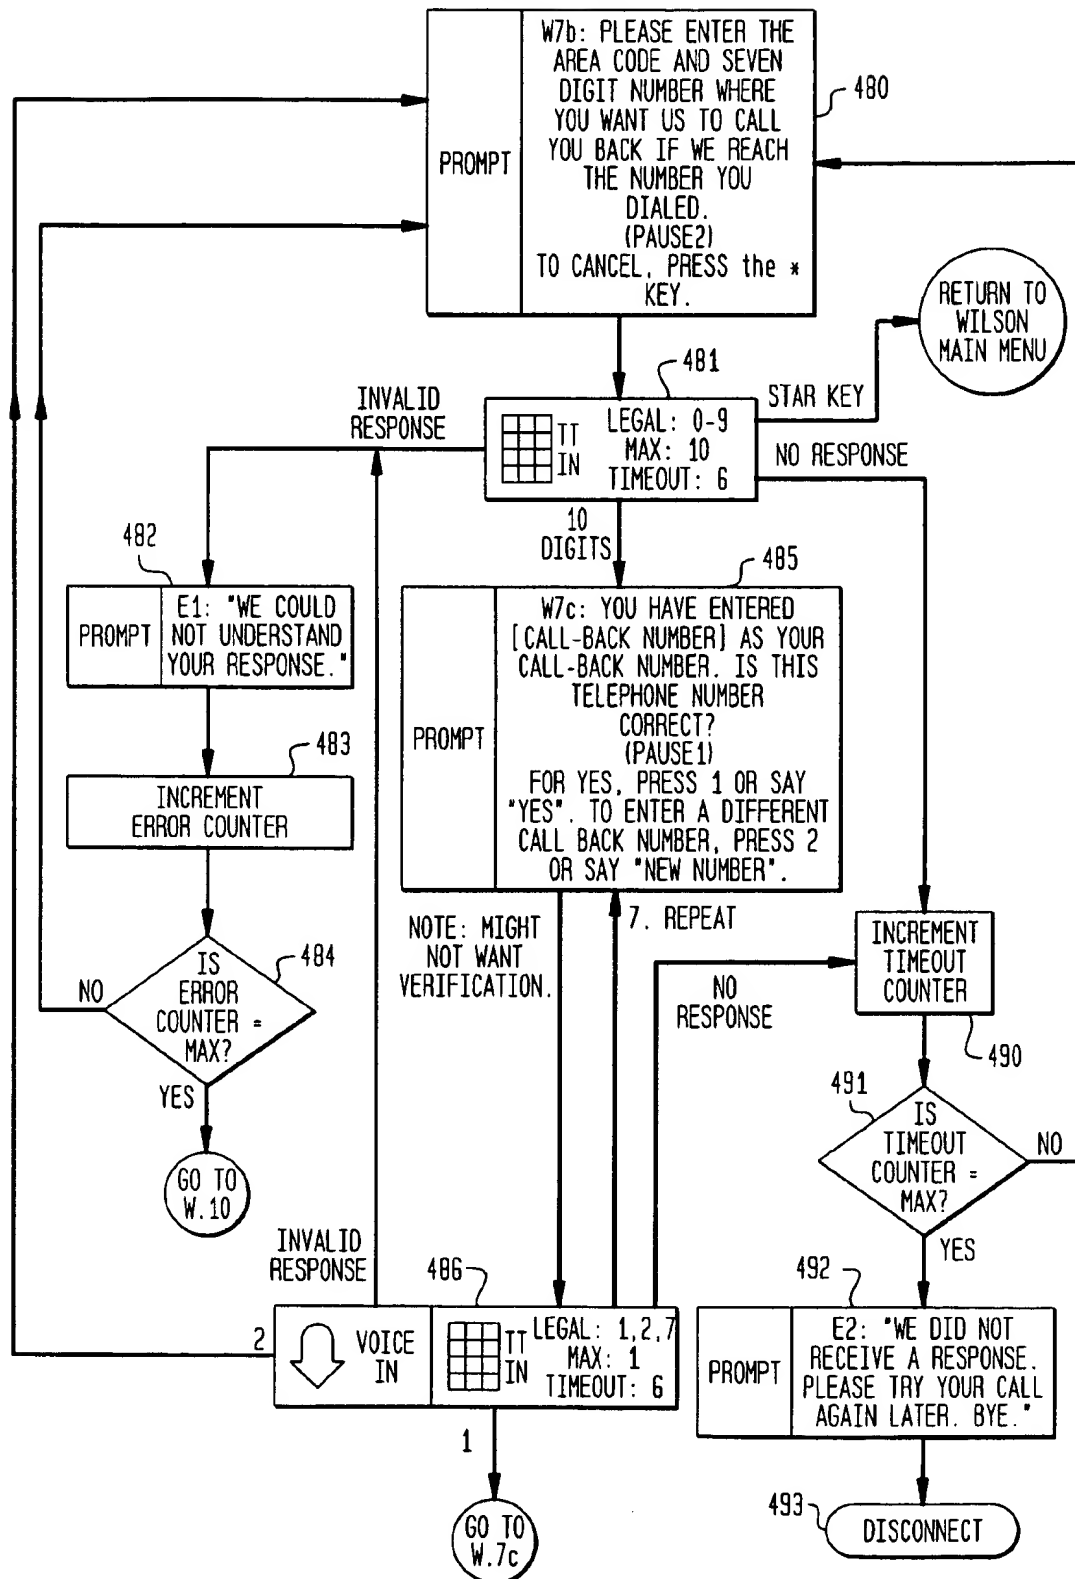 W7b: PLEASE ENTER THE
AREA CODE AND SEVEN
DIGIT NUMBER WHERE
YOU WANT US TO CALL
YOU BACK IF WE REACH
THE NUMBER YOU
DIALED.
(PAUSE2)
TO CANCEL, PRESS the *
KEY.
PROMPT
480
RETURN TO
WILSON
MAIN MENU
481
STAR KEY
INVALID
RESPONSE
TT
IN
LEGAL: 0-9
MAX: 10
TIMEOUT: 6
NO RESPONSE
10
DIGITS
482
PROMPT
E1: "WE COULD
NOT UNDERSTAND
YOUR RESPONSE."
485
PROMPT
W7c: YOU HAVE ENTERED
[CALL-BACK NUMBER] AS YOUR
CALL-BACK NUMBER. IS THIS
TELEPHONE NUMBER
CORRECT?
(PAUSE1)
FOR YES, PRESS 1 OR SAY
"YES". TO ENTER A DIFFERENT
CALL BACK NUMBER, PRESS 2
OR SAY "NEW NUMBER".
483
INCREMENT
ERROR COUNTER
NOTE: MIGHT
NOT WANT
VERIFICATION.
7. REPEAT
484
IS
ERROR
COUNTER =
MAX?
NO
YES
GO TO
W.10
NO
RESPONSE
INCREMENT
TIMEOUT
COUNTER
490
491
IS
TIMEOUT
COUNTER =
MAX?
NO
YES
INVALID
RESPONSE
486
2
VOICE
IN
TT
IN
LEGAL: 1,2,7
MAX: 1
TIMEOUT: 6
1
GO TO
W.7c
492
PROMPT
E2: "WE DID NOT
RECEIVE A RESPONSE.
PLEASE TRY YOUR CALL
AGAIN LATER. BYE."
493
DISCONNECT